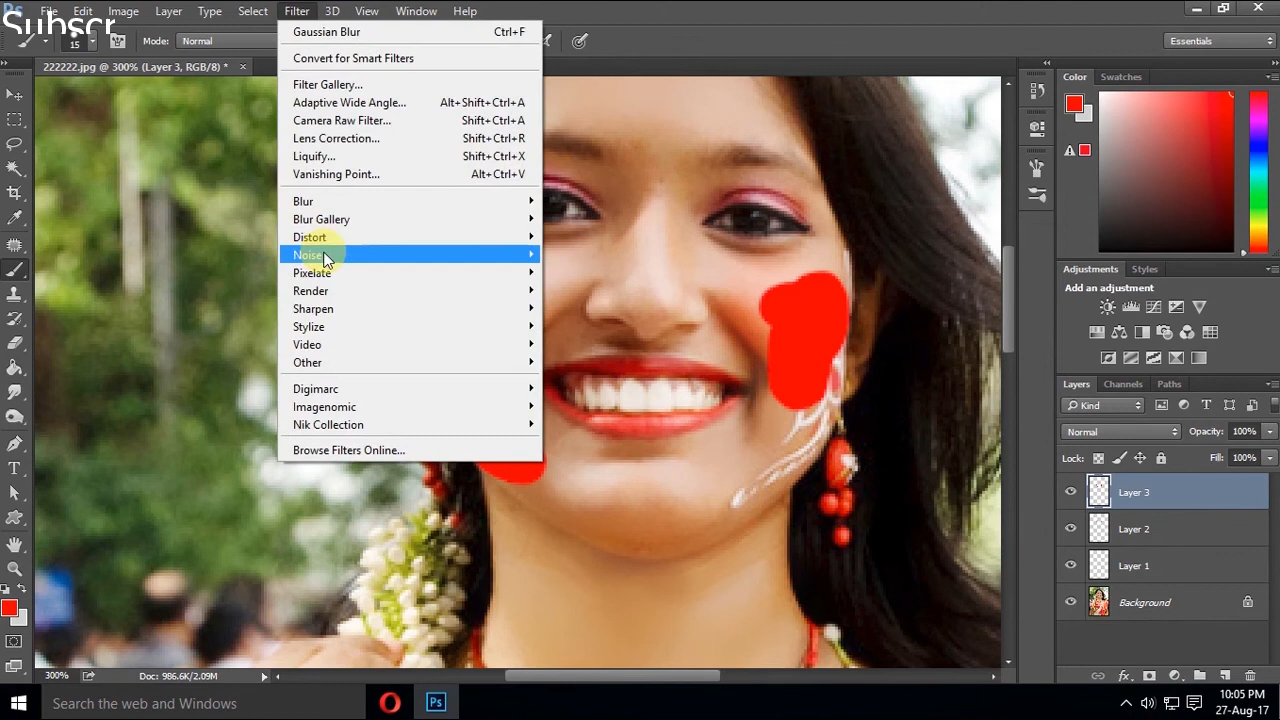 Subscr
Ps File Edit Image Layer Type Select Filter 3D View Window Help
15 Mode: Normal Essentials
222222.jpg @ 300% (Layer 3, RGB/8) *
Gaussian Blur Ctrl+F
Convert for Smart Filters
Filter Gallery...
Adaptive Wide Angle... Alt+Shift+Ctrl+A
Camera Raw Filter... Shift+Ctrl+A
Lens Correction... Shift+Ctrl+R
Liquify... Shift+Ctrl+X
Vanishing Point... Alt+Ctrl+V
Blur
Blur Gallery
Distort
Noise
Pixelate
Render
Sharpen
Stylize
Video
Other
Digimarc
Imagenomic
Nik Collection
Browse Filters Online...
Color Swatches
Adjustments Styles
Add an adjustment
Layers Channels Paths
Kind
Normal Opacity: 100%
Lock: Fill: 100%
Layer 3
Layer 2
Layer 1
Background
300% Doc: 986.6K/2.09M
Search the web and Windows
Ps
10:05 PM
27-Aug-17